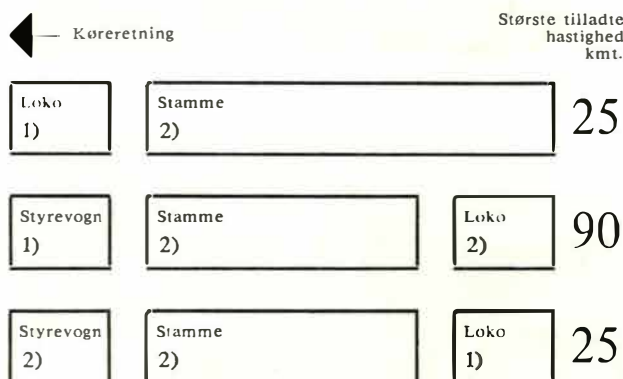 Køreretning
Største tilladte
hastighed
kmt.
Loko
1)
Stamme
2)
25
Styrevogn
1)
Stamme
2)
Loko
2)
90
Styrevogn
2)
Stamme
2)
Loko
1)
25